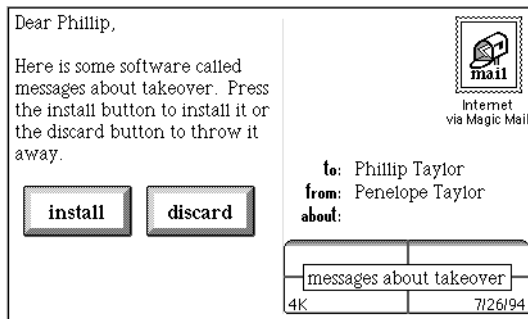 Dear Phillip,
Here is some software called
messages about takeover. Press
the install button to install it or
the discard button to throw it
away.
install
discard
mail
Internet
via Magic Mail
to: Phillip Taylor
from: Penelope Taylor
about:
messages about takeover
4K
7/26/94